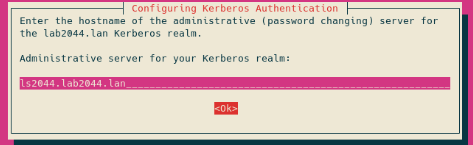 Configuring Kerberos Authentication
Enter the hostname of the administrative (password changing) server for
the lab2044.lan Kerberos realm.
Administrative server for your Kerberos realm:
ls2044.lab2044.lan
<Ok>